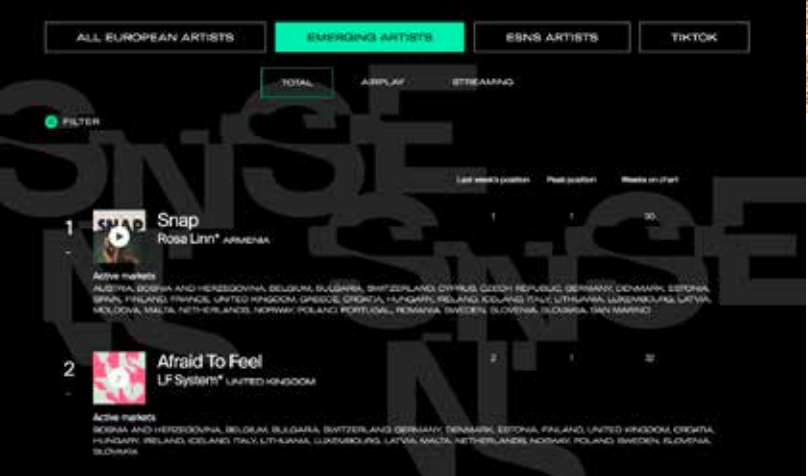 ALL EUROPEAN ARTISTS EMERGING ARTISTS ESNS ARTISTS TIKTOK
TOTAL AIRPLAY STREAMING
FILTER
Last week's position Peak position Weeks on chart
1 Snap 1 1
SNAP
Rosa Linn* ARMENIA
-
Active markets
AUSTRIA, BOSNIA AND HERZEGOVINA, BELGIUM, BULGARIA, SWITZERLAND, CYPRUS, CZECH REPUBLIC, GERMANY, DENMARK, ESTONIA,
SPAIN, FINLAND, FRANCE, UNITED KINGDOM, GREECE, CROATIA, HUNGARY, IRELAND, ICELAND, ITALY, LITHUANIA, LUXEMBOURG, LATVIA,
MOLDOVA, MALTA, NETHERLANDS, NORWAY, POLAND, PORTUGAL, ROMANIA, SWEDEN, SLOVENIA, SLOVAKIA, SAN MARINO
2 Afraid To Feel 2 1 32
LF System* UNITED KINGDOM
-
Active markets
BOSNIA AND HERZEGOVINA, BELGIUM, BULGARIA, SWITZERLAND, GERMANY, DENMARK, ESTONIA, FINLAND, UNITED KINGDOM, CROATIA,
HUNGARY, IRELAND, ICELAND, ITALY, LITHUANIA, LUXEMBOURG, LATVIA, MALTA, NETHERLANDS, NORWAY, POLAND, SWEDEN, SLOVENIA,
SLOVAKIA